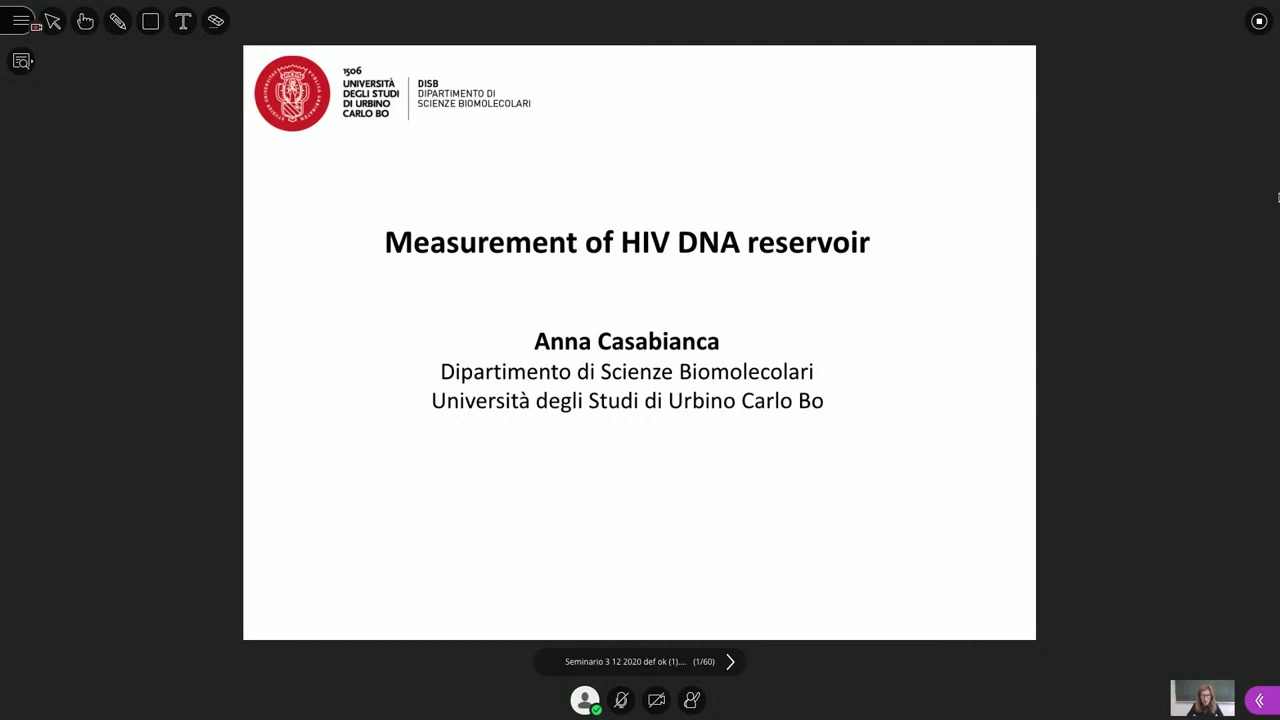 1506
UNIVERSITÀ
DEGLI STUDI
DI URBINO
CARLO BO
DISB
DIPARTIMENTO DI
SCIENZE BIOMOLECOLARI
Measurement of HIV DNA reservoir
Anna Casabianca
Dipartimento di Scienze Biomolecolari
Università degli Studi di Urbino Carlo Bo
Seminario 3 12 2020 def ok (1).... (1/60)